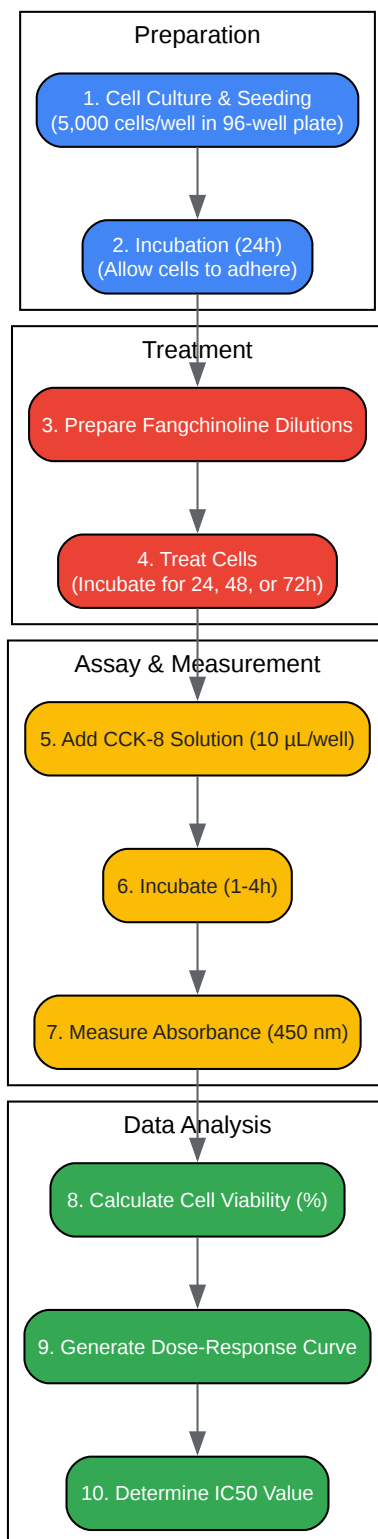 Preparation
1. Cell Culture & Seeding
(5,000 cells/well in 96-well plate)
2. Incubation (24h)
(Allow cells to adhere)
Treatment
3. Prepare Fangchinoline Dilutions
4. Treat Cells
(Incubate for 24, 48, or 72h)
Assay & Measurement
5. Add CCK-8 Solution (10 µL/well)
6. Incubate (1-4h)
7. Measure Absorbance (450 nm)
Data Analysis
8. Calculate Cell Viability (%)
9. Generate Dose-Response Curve
10. Determine IC50 Value